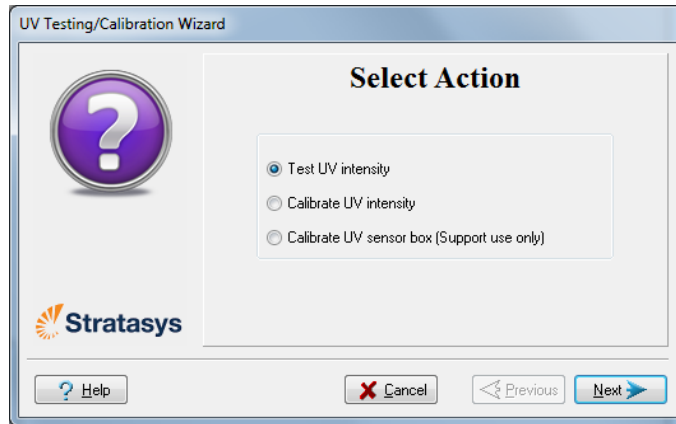 UV Testing/Calibration Wizard
Select Action
Test UV intensity
Calibrate UV intensity
Calibrate UV sensor box (Support use only)
Stratasys
? Help
Cancel
Previous
Next